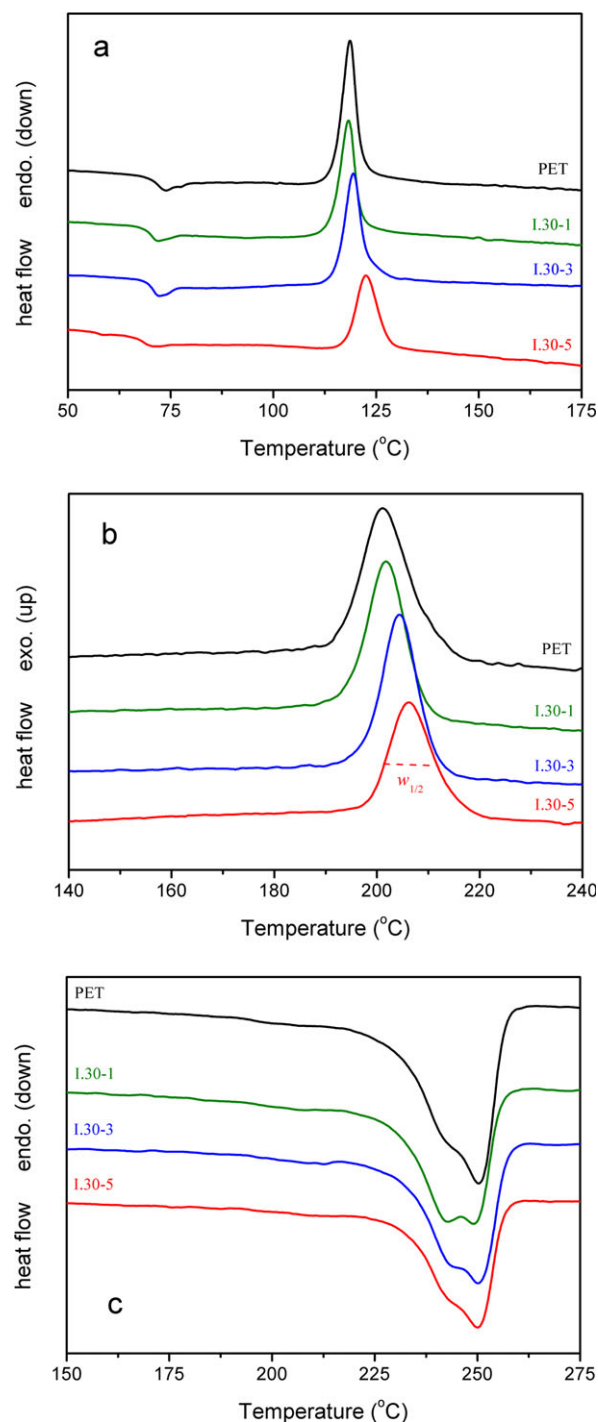 a
heat flow endo. (down)
PET
I.30-1
I.30-3
I.30-5
50 75 100 125 150 175
Temperature (°C)
b
heat flow exo. (up)
PET
I.30-1
I.30-3
I.30-5
w1/2
140 160 180 200 220 240
Temperature (°C)
PET
I.30-1
I.30-3
I.30-5
heat flow endo. (down)
c
150 175 200 225 250 275
Temperature (°C)